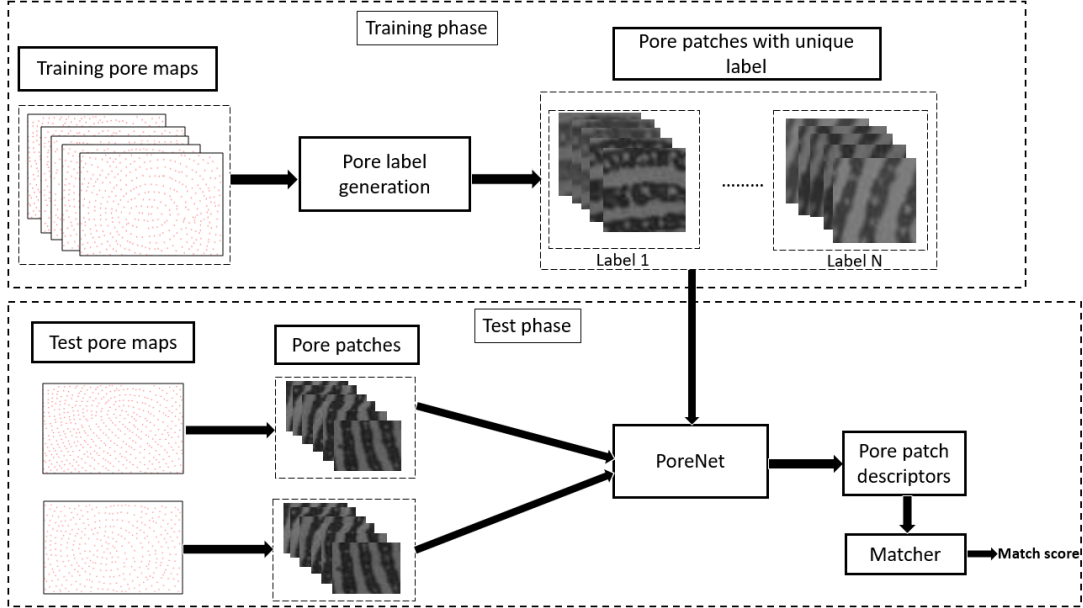 Training phase
Training pore maps
Pore patches with unique
label
Pore label
generation
.........
Label 1
Label N
Test phase
Test pore maps
Pore patches
PoreNet
Pore patch
descriptors
Matcher
Match score